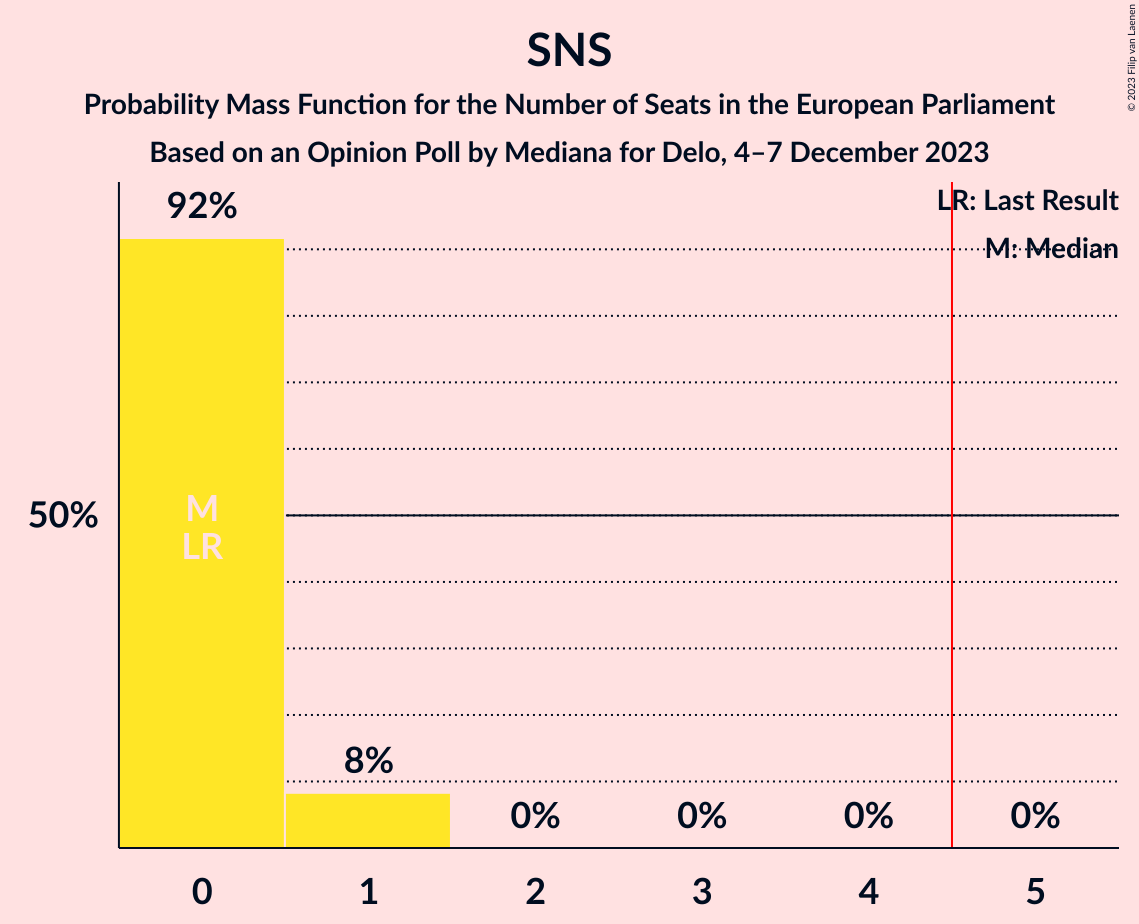 SNS
Probability Mass Function for the Number of Seats in the European Parliament
Based on an Opinion Poll by Mediana for Delo, 4–7 December 2023
© 2023 Filip van Laenen
LR: Last Result
M: Median
92%
50%
M
LR
8%
0%
0%
0%
0%
0
1
2
3
4
5